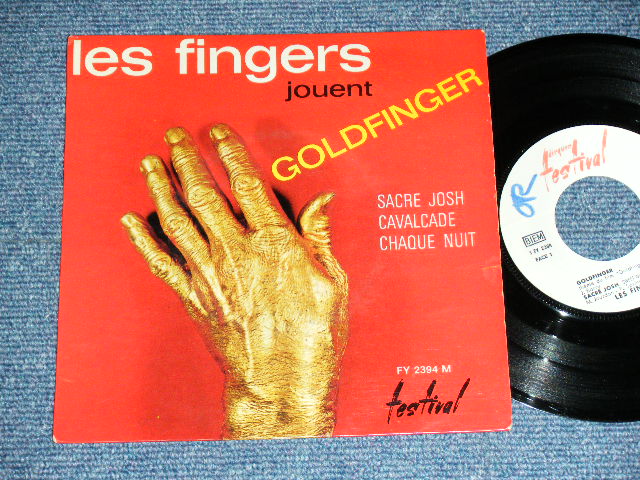 les fingers
jouent
GOLDFINGER
SACRE JOSH
CAVALCADE
CHAQUE NUIT
FY 2394 M
festival
disques
festival
BIEM
FACE 1
GOLDFINGER
SACRE JOSH
LES FIN